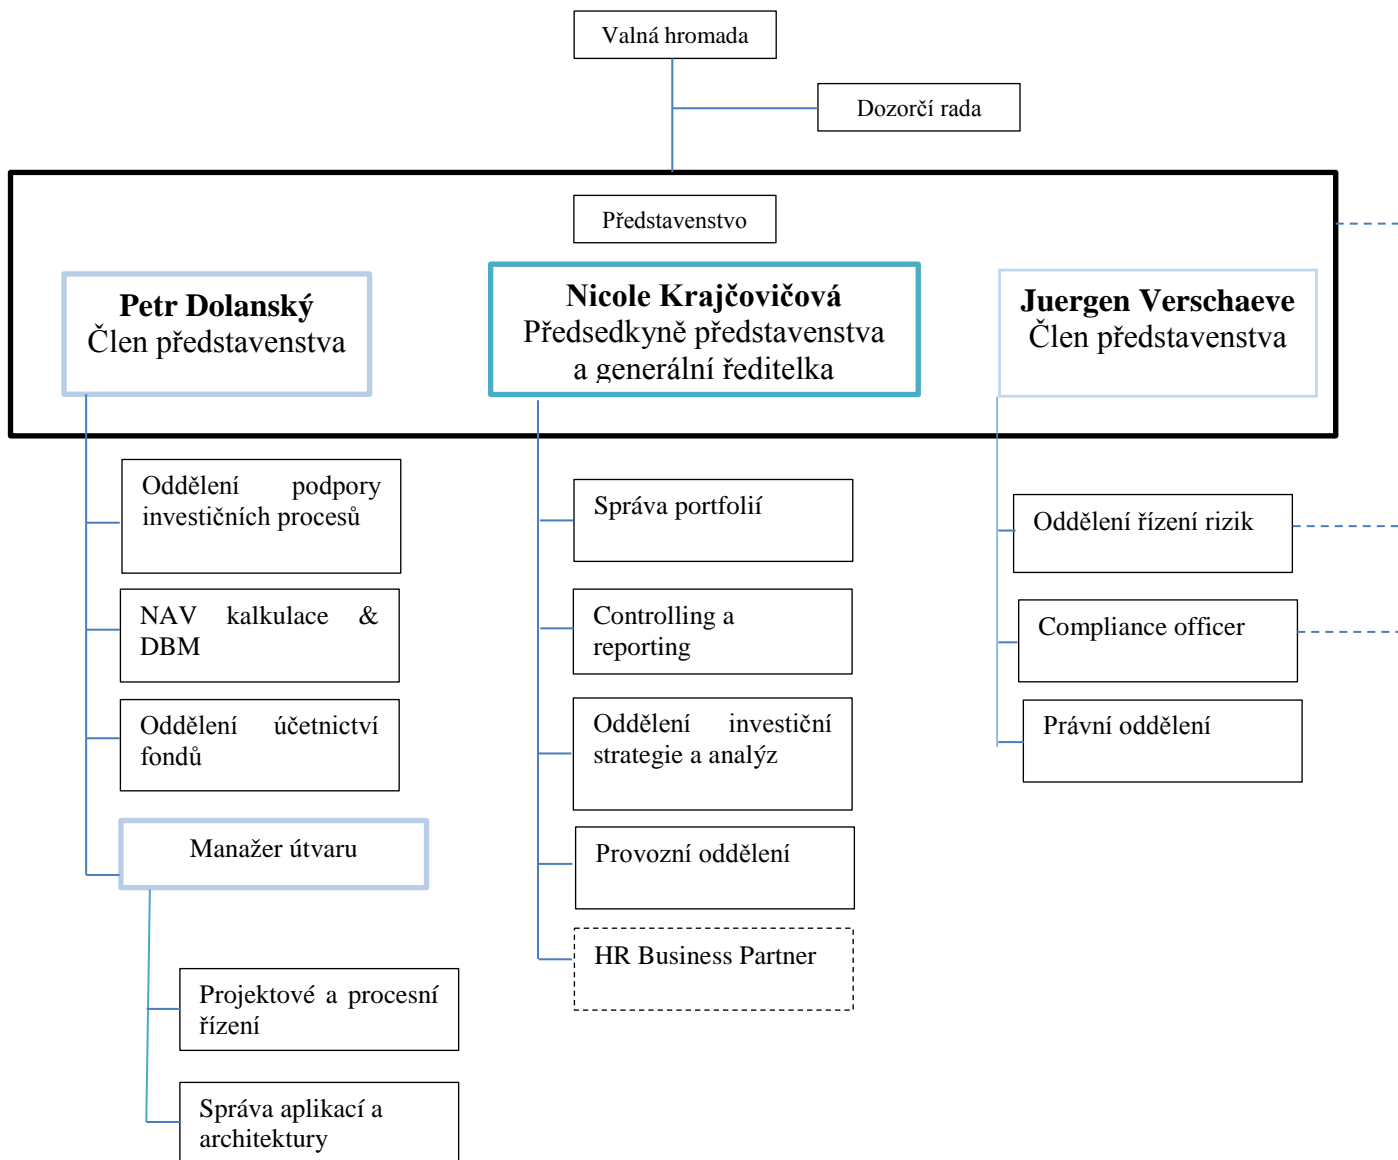 Valná hromada
Dozorčí rada
Představenstvo
Petr Dolanský
Člen představenstva
Nicole Krajčovičová
Předsedkyně představenstva
a generální ředitelka
Juergen Verschaeve
Člen představenstva
Oddělení podpory
investičních procesů
NAV kalkulace &
DBM
Oddělení účetnictví
fondů
Manažer útvaru
Projektové a procesní
řízení
Správa aplikací a
architektury
Správa portfolií
Controlling a
reporting
Oddělení investiční
strategie a analýz
Provozní oddělení
HR Business Partner
Oddělení řízení rizik
Compliance officer
Právní oddělení